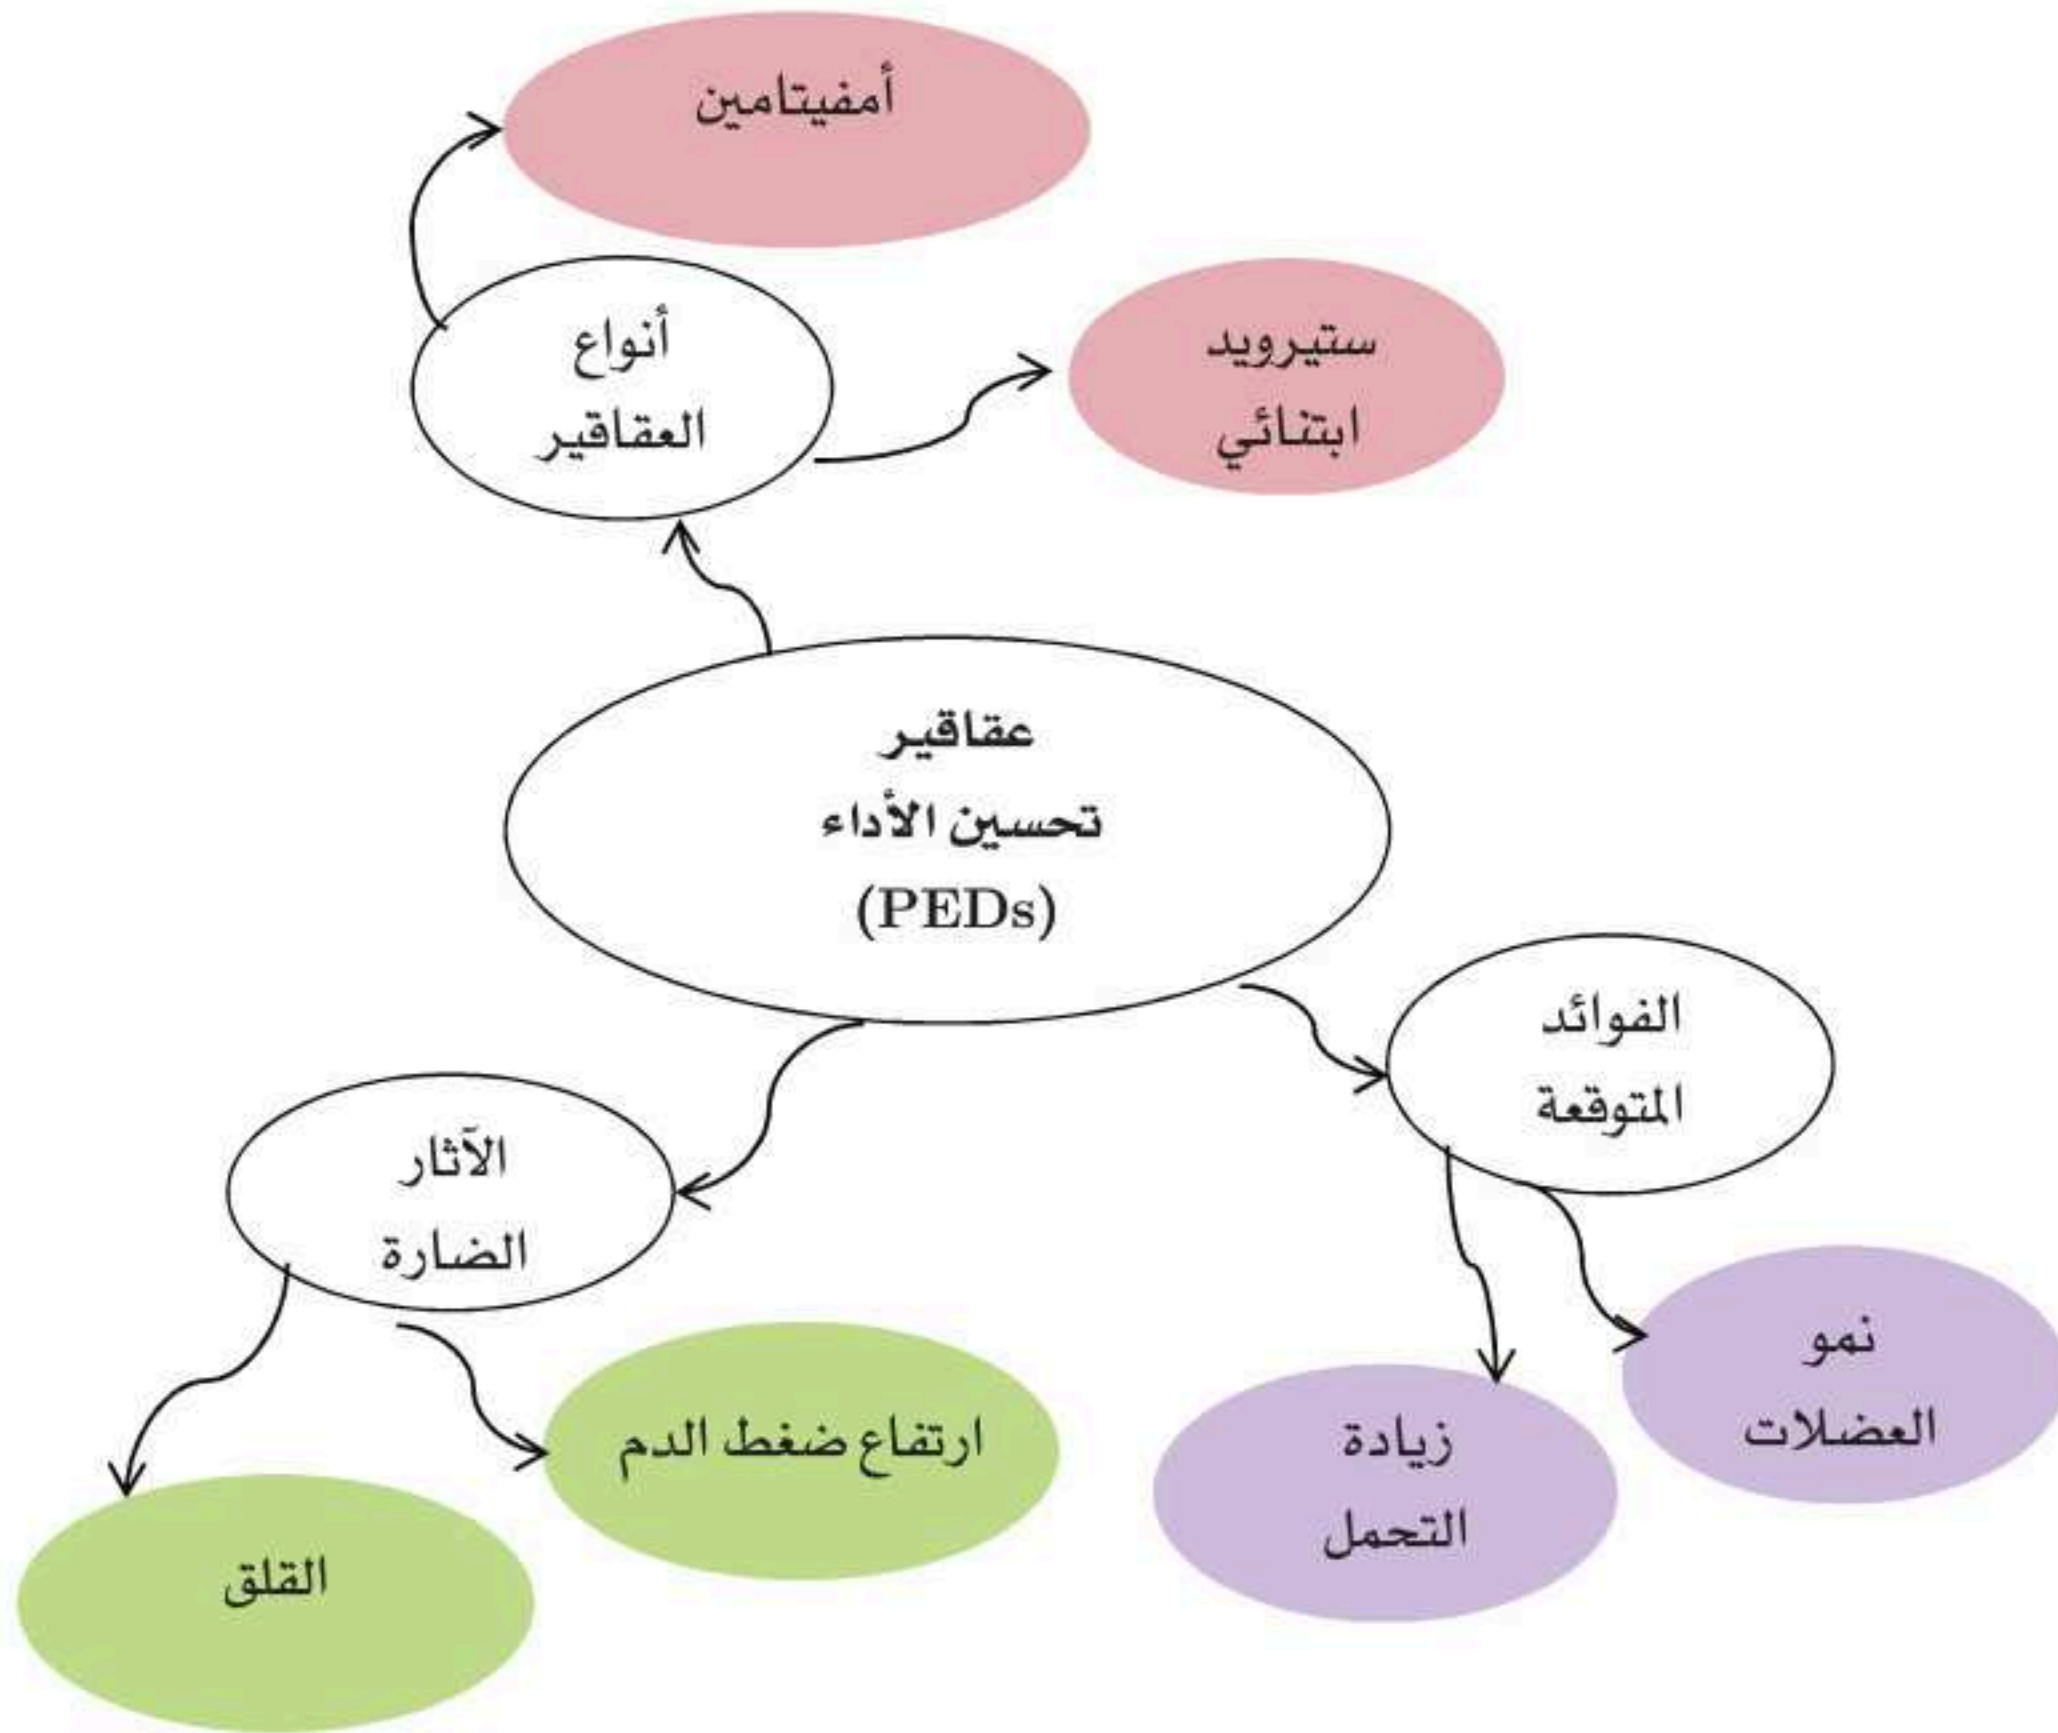 أمفيتامين
أنواع
العقاقير
ستيرويد
ابتنائي
عقاقير
تحسين الأداء
(PEDs)
الفوائد
المتوقعة
نمو
العضلات
زيادة
التحمل
الآثار
الضارة
ارتفاع ضغط الدم
القلق